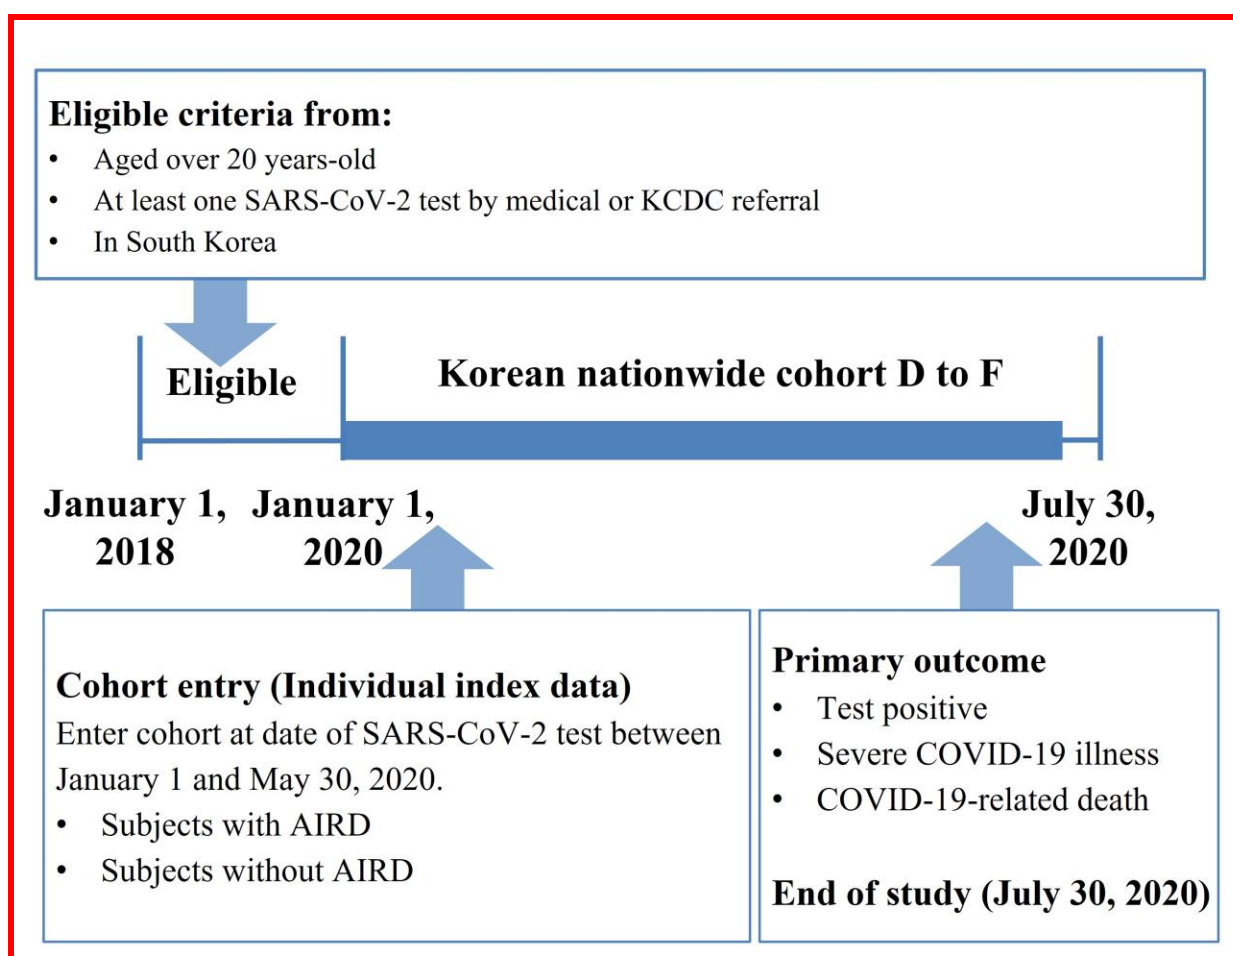 Eligible criteria from:
• Aged over 20 years-old
• At least one SARS-CoV-2 test by medical or KCDC referral
• In South Korea
Eligible
Korean nationwide cohort D to F
January 1,
2018
January 1,
2020
July 30,
2020
Cohort entry (Individual index data)
Enter cohort at date of SARS-CoV-2 test between
January 1 and May 30, 2020.
• Subjects with AIRD
• Subjects without AIRD
Primary outcome
• Test positive
• Severe COVID-19 illness
• COVID-19-related death
End of study (July 30, 2020)